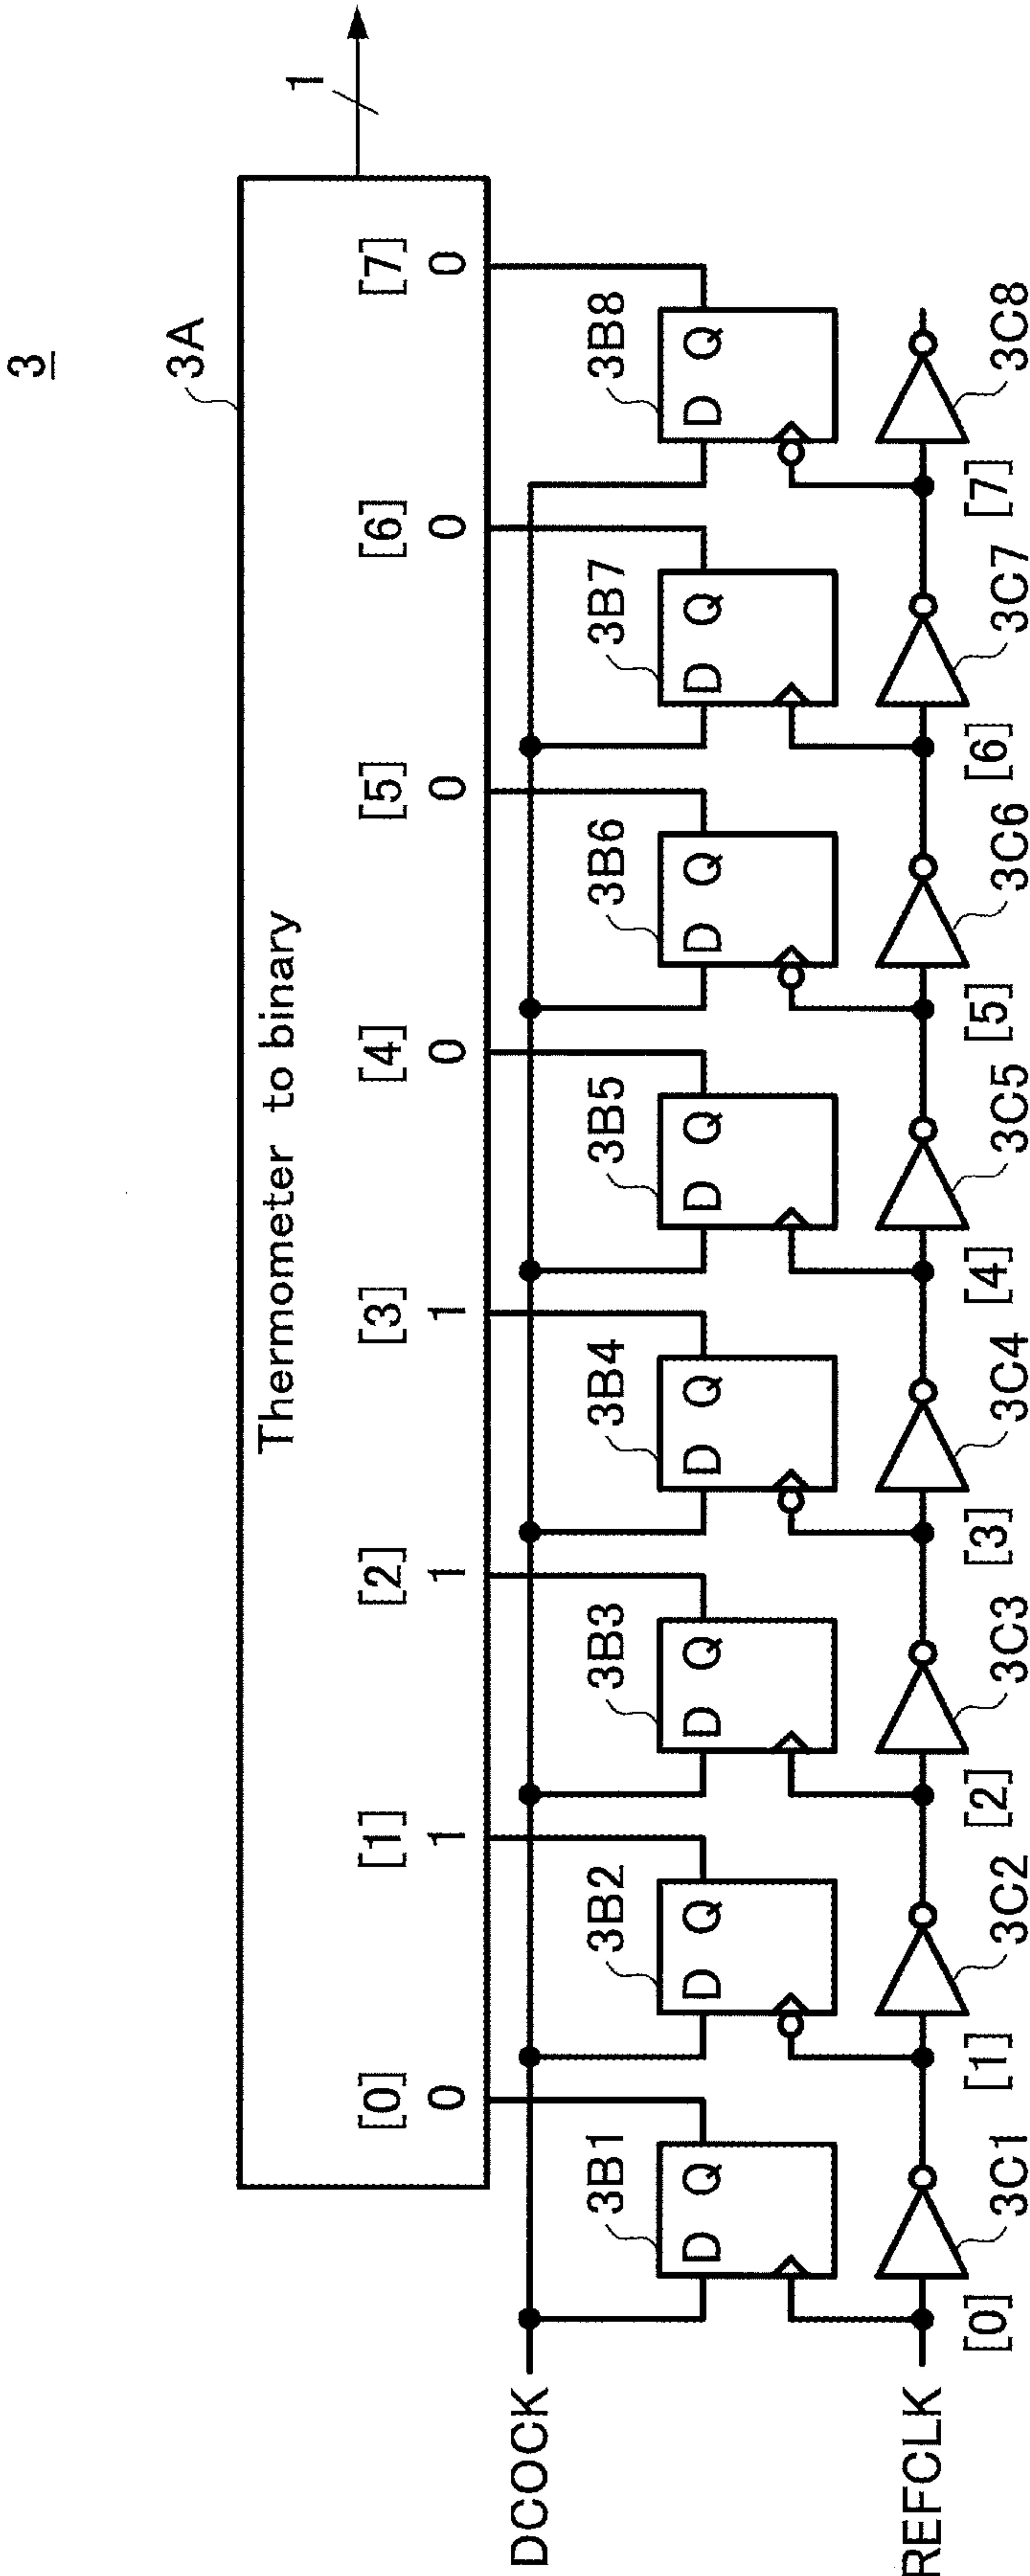 3
3A
1
Thermometer to binary
[0] [1] [2] [3] [4] [5] [6] [7]
0 1 1 1 0 0 0 0
3B1 3B2 3B3 3B4 3B5 3B6 3B7 3B8
D Q D Q D Q D Q D Q D Q D Q D Q
DCOCK
REFCLK
[0] [1] [2] [3] [4] [5] [6] [7]
3C1 3C2 3C3 3C4 3C5 3C6 3C7 3C8